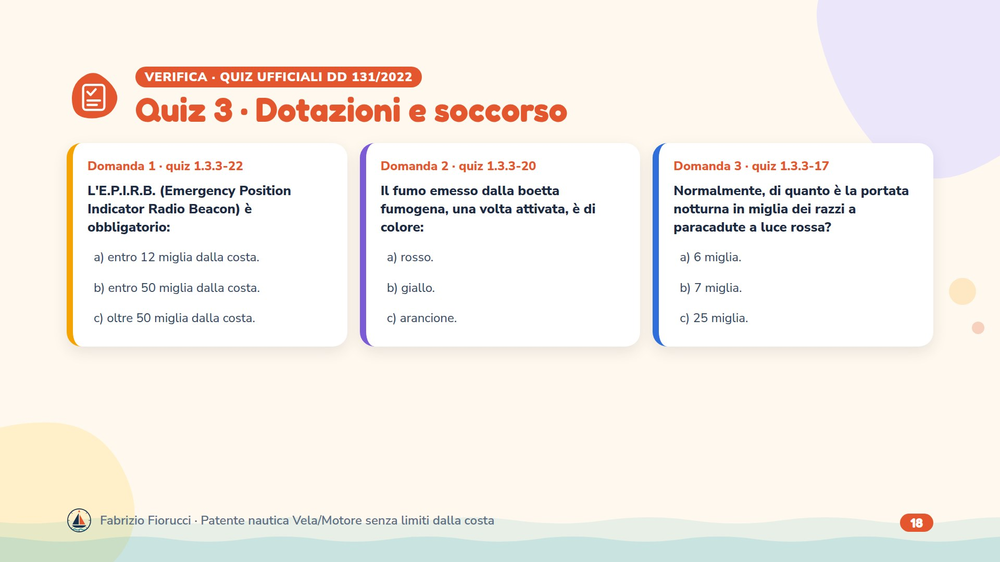 VERIFICA · QUIZ UFFICIALI DD 131/2022
Quiz 3 · Dotazioni e soccorso
Domanda 1 · quiz 1.3.3-22
L'E.P.I.R.B. (Emergency Position
Indicator Radio Beacon) è
obbligatorio:
a) entro 12 miglia dalla costa.
b) entro 50 miglia dalla costa.
c) oltre 50 miglia dalla costa.
Domanda 2 · quiz 1.3.3-20
Il fumo emesso dalla boetta
fumogena, una volta attivata, è di
colore:
a) rosso.
b) giallo.
c) arancione.
Domanda 3 · quiz 1.3.3-17
Normalmente, di quanto è la portata
notturna in miglia dei razzi a
paracadute a luce rossa?
a) 6 miglia.
b) 7 miglia.
c) 25 miglia.
Fabrizio Fiorucci · Patente nautica Vela/Motore senza limiti dalla costa
18